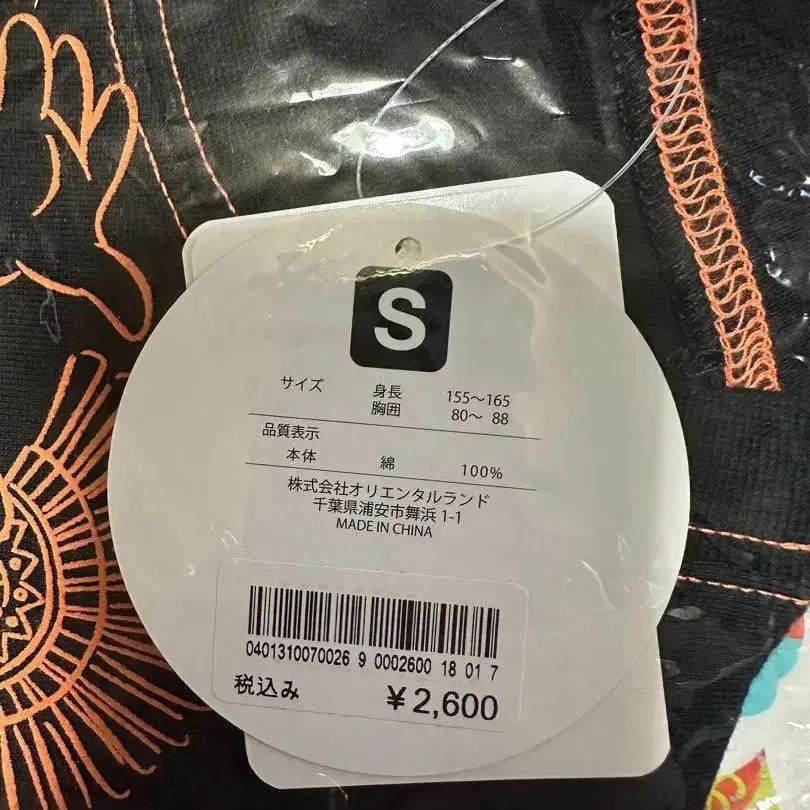 S
サイズ 身長 155～165
胸囲 80～ 88
品質表示
本体 綿 100%
株式会社オリエンタルランド
千葉県浦安市舞浜 1-1
MADE IN CHINA
0401310070026 9 0002600 18 01 7
税込み ¥2,600